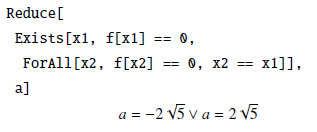 Reduce[
Exists[x1, f[x1] == 0,
ForAll[x2, f[x2] == 0, x2 == x1]],
a]
a = -2 √5 ∨ a = 2 √5